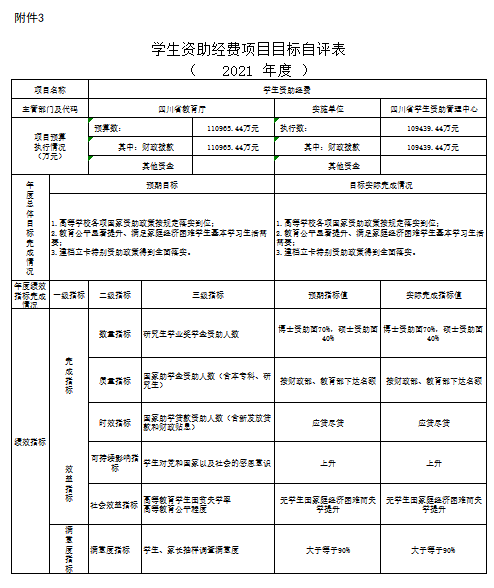 附件3
学生资助经费项目目标自评表
（ 2021 年度 ）
项目名称 学生资助经费
主管部门及代码 四川省教育厅 实施单位 四川省学生资助管理中心
项目预算
执行情况
（万元）
预算数： 110965.44万元 执行数： 109439.44万元
其中：财政拨款 110965.44万元 其中：财政拨款 109439.44万元
其他资金 其他资金
年度总体目标完成情况
预期目标 目标实际完成情况
1.高等学校各项国家资助政策按规定落实到位；
2.教育公平显著提升、满足家庭经济困难学生基本学习生活需要；
3.建档立卡特别资助政策得到全面落实。
1.高等学校各项国家资助政策按规定落实到位；
2.教育公平显著提升、满足家庭经济困难学生基本学习生活需要；
3.建档立卡特别资助政策得到全面落实。
年度绩效
指标完成
情况
一级指标 二级指标 三级指标 预期指标值 实际完成指标值
绩效指标
完成指标
数量指标 研究生学业奖学金资助人数 博士资助面70%，硕士资助面40% 博士资助面70%，硕士资助面40%
质量指标 国家助学金资助人数（含本专科、研究生） 按财政部、教育部下达名额 按财政部、教育部下达名额
时效指标 国家助学贷款资助人数（含新发放贷款和财政贴息） 应贷尽贷 应贷尽贷
效益指标
可持续影响指标 学生对党和国家以及社会的感恩意识 上升 上升
社会效益指标 高等教育学生因贫失学率
高等教育公平程度 无学生因家庭经济困难而失学提升 无学生因家庭经济困难而失学提升
满意度指标
满意度指标 学生、家长抽样调查满意度 大于等于90% 大于等于90%